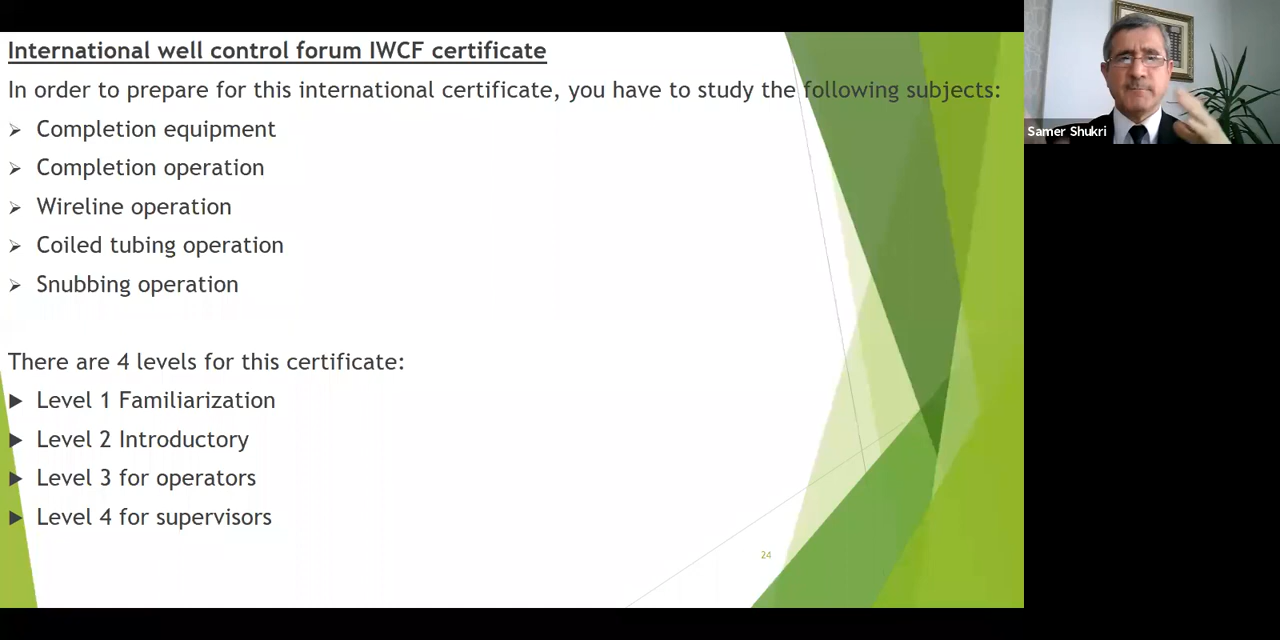 International well control forum IWCF certificate
In order to prepare for this international certificate, you have to study the following subjects:
Completion equipment
Completion operation
Wireline operation
Coiled tubing operation
Snubbing operation
There are 4 levels for this certificate:
Level 1 Familiarization
Level 2 Introductory
Level 3 for operators
Level 4 for supervisors
24
Samer Shukri